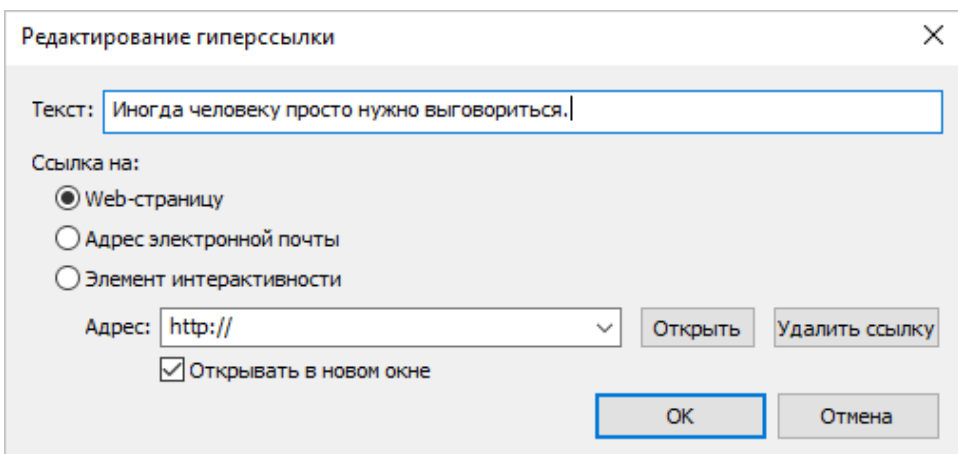 Редактирование гиперссылки
Текст: Иногда человеку просто нужно выговориться.
Ссылка на:
Web-страницу
Адрес электронной почты
Элемент интерактивности
Адрес: http:// Открыть Удалить ссылку
Открывать в новом окне
OK Отмена